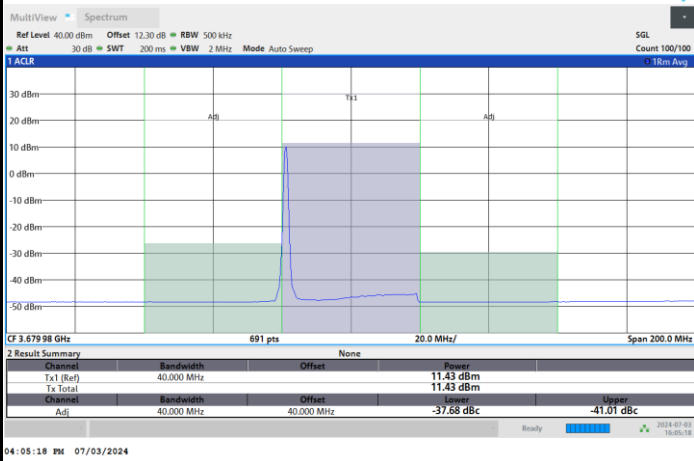 MultiView Spectrum
Ref Level 40.00 dBm Offset 12.30 dB RBW 500 kHz SGL
Att 30 dB SWT 200 ms VBW 2 MHz Mode Auto Sweep Count 100/100
1 ACLR 1Rm Avg
30 dBm
Tx1
20 dBm Adj Adj
10 dBm
0 dBm
-10 dBm
-20 dBm
-30 dBm
-40 dBm
-50 dBm
CF 3.67998 GHz 691 pts 20.0 MHz/ Span 200.0 MHz
2 Result Summary None
Channel Bandwidth Offset Power
Tx1 (Ref) 40.000 MHz 11.43 dBm
Tx Total 11.43 dBm
Channel Bandwidth Offset Lower Upper
Adj 40.000 MHz 40.000 MHz -37.68 dBc -41.01 dBc
Ready 2024-07-03
16:05:18
04:05:18 PM 07/03/2024